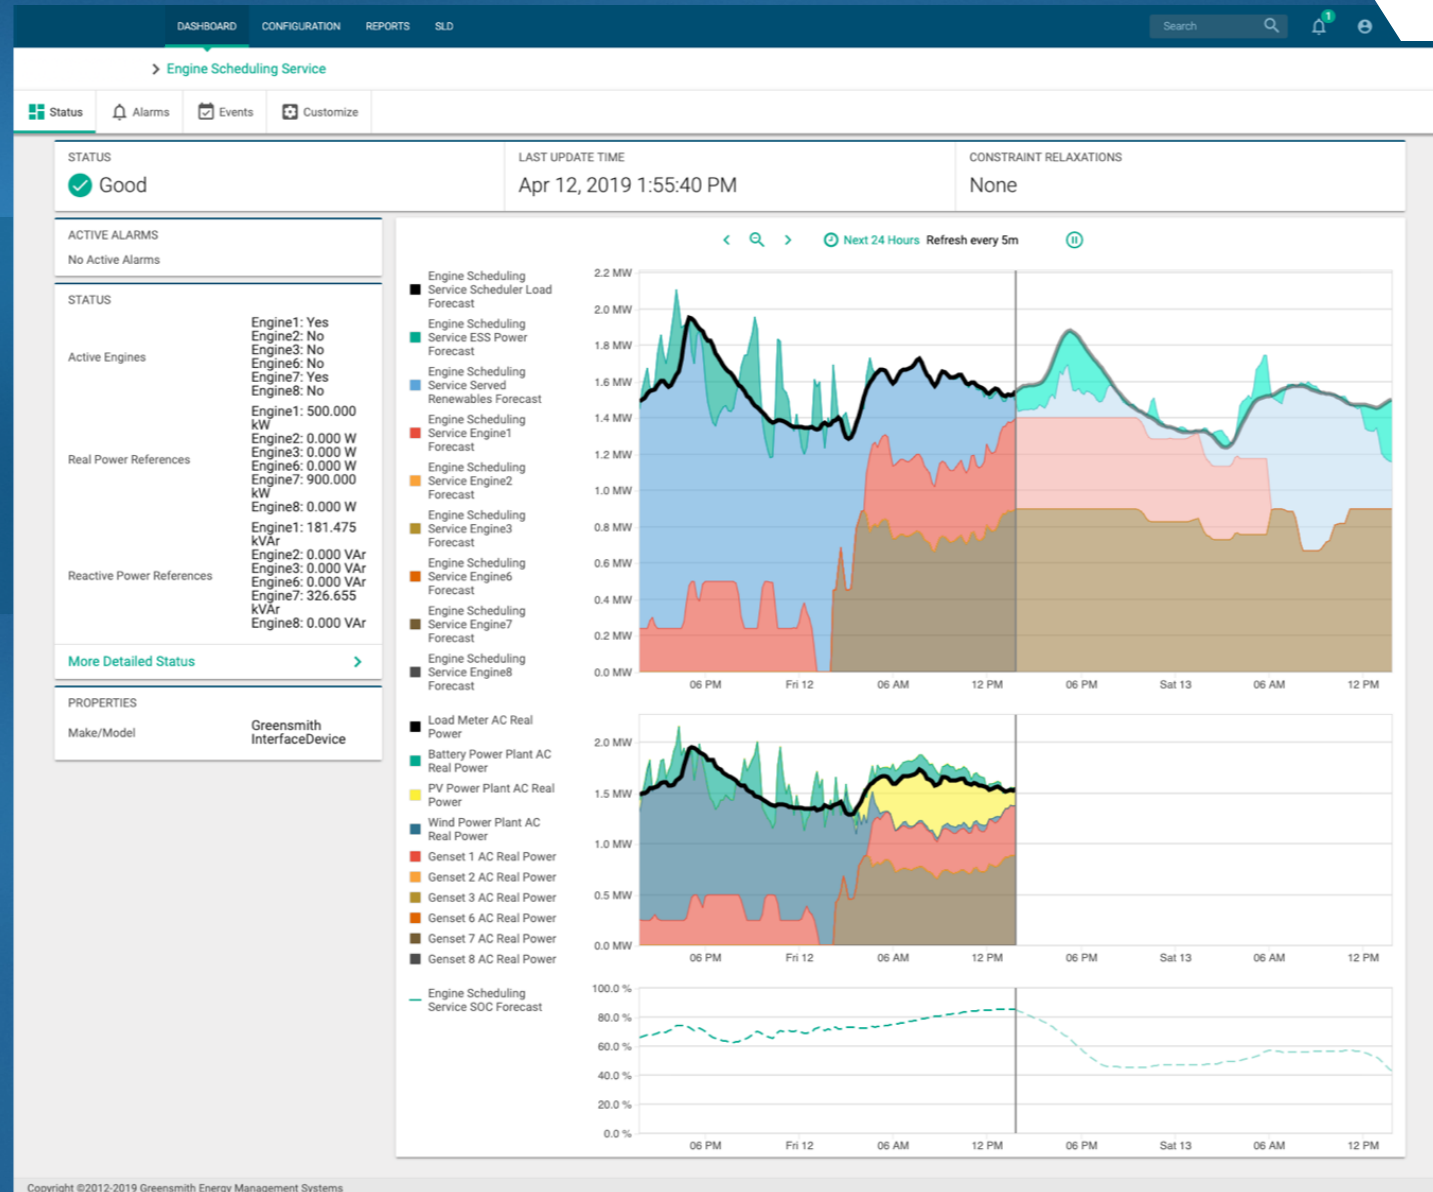 DASHBOARD CONFIGURATION REPORTS SLD Search 1
Engine Scheduling Service
Status Alarms Events Customize
STATUS
Good
LAST UPDATE TIME
Apr 12, 2019 1:55:40 PM
CONSTRAINT RELAXATIONS
None
ACTIVE ALARMS
No Active Alarms
STATUS
Active Engines
Engine1: Yes
Engine2: No
Engine3: No
Engine6: No
Engine7: Yes
Engine8: No
Real Power References
Engine1: 500.000
kW
Engine2: 0.000 W
Engine3: 0.000 W
Engine6: 0.000 W
Engine7: 900.000
kW
Engine8: 0.000 W
Reactive Power References
Engine1: 181.475
kVAr
Engine2: 0.000 VAr
Engine3: 0.000 VAr
Engine6: 0.000 VAr
Engine7: 326.655
kVAr
Engine8: 0.000 VAr
More Detailed Status
PROPERTIES
Make/Model
Greensmith
InterfaceDevice
Next 24 Hours Refresh every 5m
Engine Scheduling
Service Scheduler Load
Forecast
Engine Scheduling
Service ESS Power
Forecast
Engine Scheduling
Service Served
Renewables Forecast
Engine Scheduling
Service Engine1
Forecast
Engine Scheduling
Service Engine2
Forecast
Engine Scheduling
Service Engine3
Forecast
Engine Scheduling
Service Engine6
Forecast
Engine Scheduling
Service Engine7
Forecast
Engine Scheduling
Service Engine8
Forecast
2.2 MW
2.0 MW
1.8 MW
1.6 MW
1.4 MW
1.2 MW
1.0 MW
0.8 MW
0.6 MW
0.4 MW
0.2 MW
0.0 MW
06 PM Fri 12 06 AM 12 PM 06 PM Sat 13 06 AM 12 PM
Load Meter AC Real
Power
Battery Power Plant AC
Real Power
PV Power Plant AC Real
Power
Wind Power Plant AC
Real Power
Genset 1 AC Real Power
Genset 2 AC Real Power
Genset 3 AC Real Power
Genset 6 AC Real Power
Genset 7 AC Real Power
Genset 8 AC Real Power
2.0 MW
1.5 MW
1.0 MW
0.5 MW
0.0 MW
06 PM Fri 12 06 AM 12 PM 06 PM Sat 13 06 AM 12 PM
Engine Scheduling
Service SOC Forecast
100.0 %
80.0 %
60.0 %
40.0 %
20.0 %
0.0 %
06 PM Fri 12 06 AM 12 PM 06 PM Sat 13 06 AM 12 PM
Copyright ©2012-2019 Greensmith Energy Management Systems